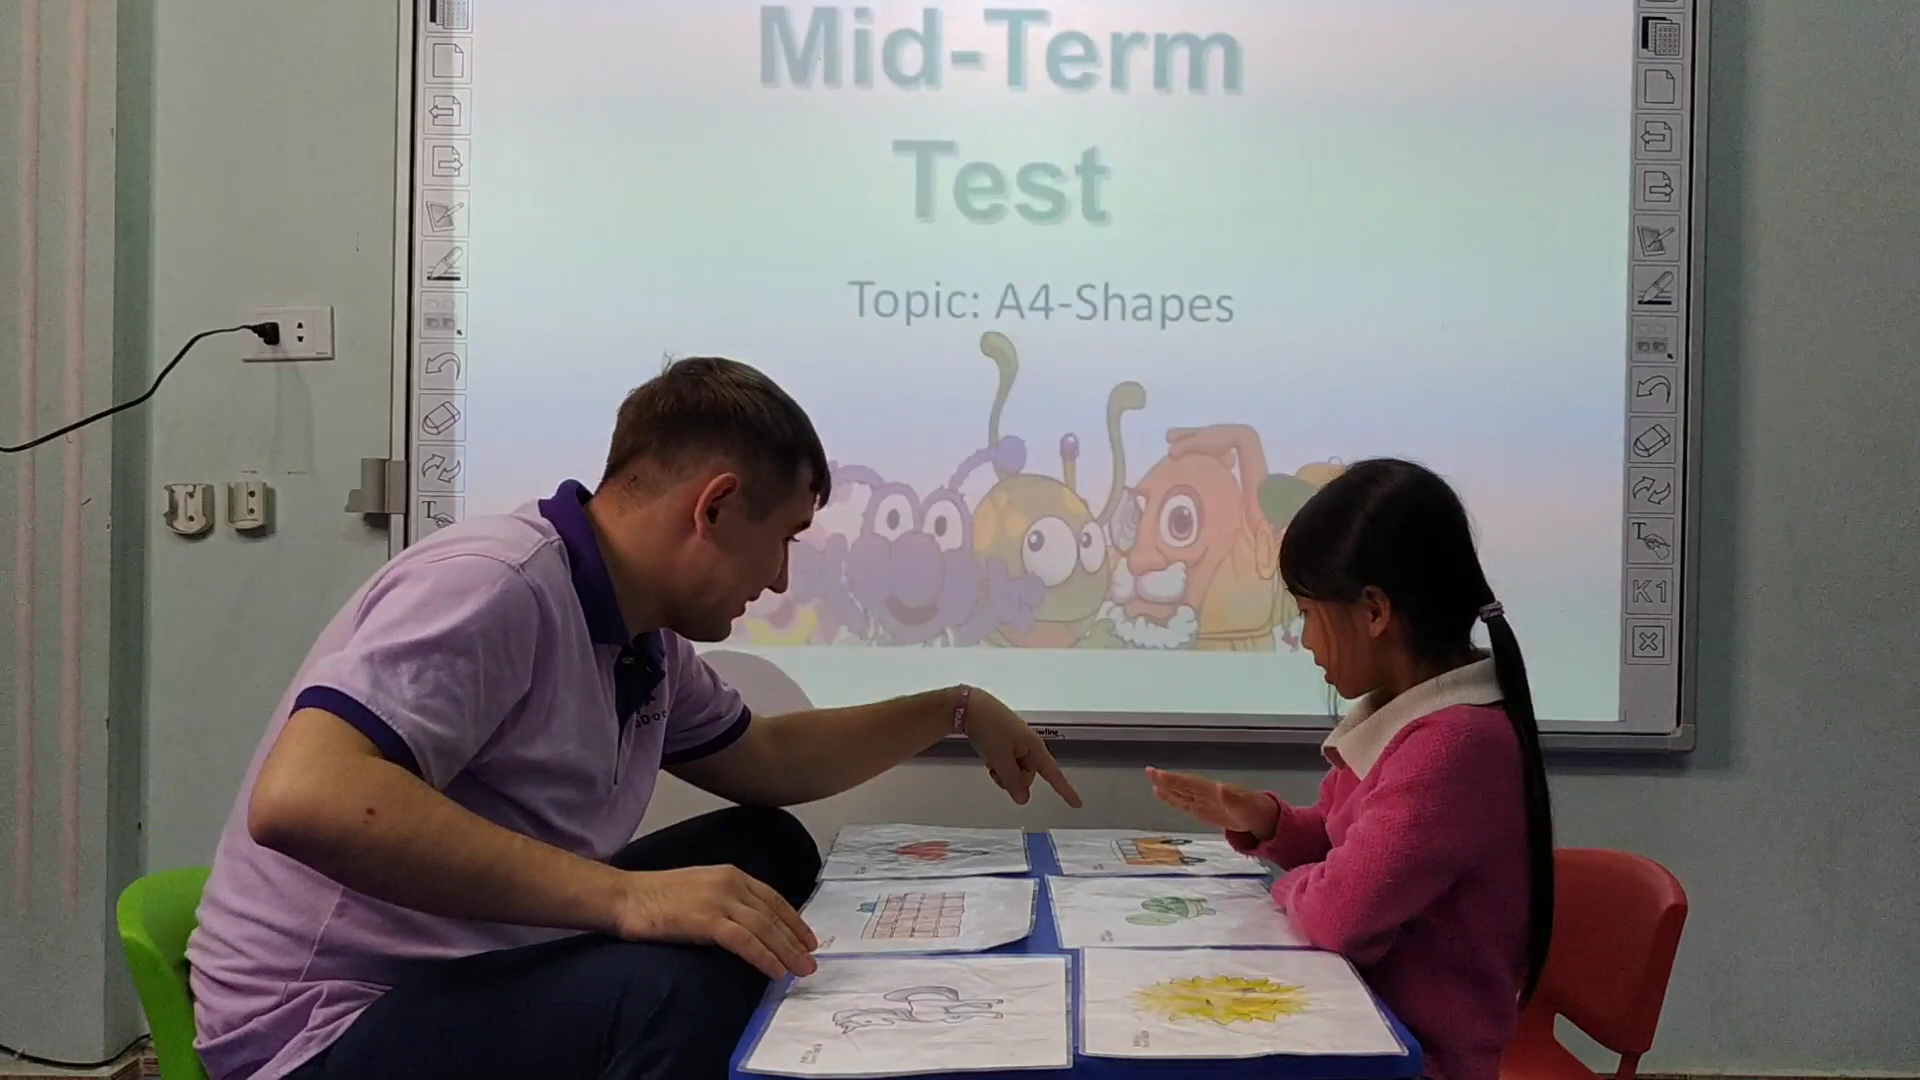 Mid-Term
Test
Topic: A4-Shapes
T
T
K1